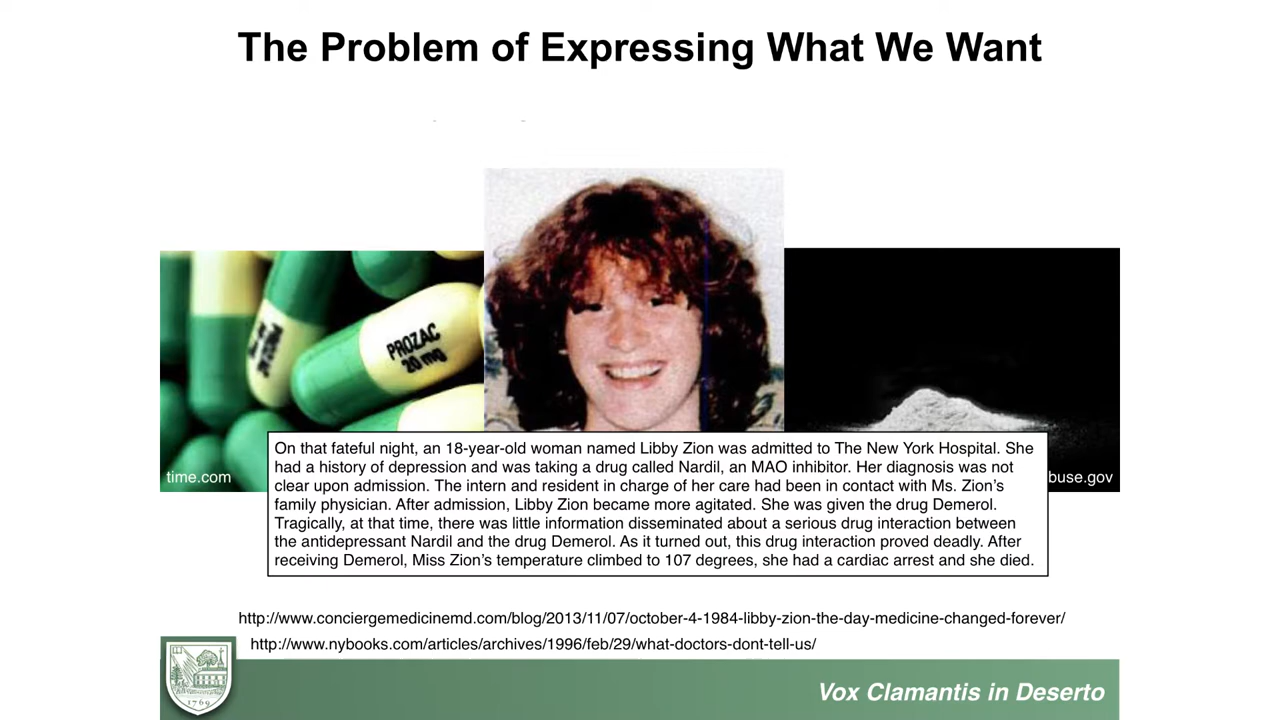 The Problem of Expressing What We Want
PROZAC
20 mg
time.com
buse.gov
On that fateful night, an 18-year-old woman named Libby Zion was admitted to The New York Hospital. She
had a history of depression and was taking a drug called Nardil, an MAO inhibitor. Her diagnosis was not
clear upon admission. The intern and resident in charge of her care had been in contact with Ms. Zion's
family physician. After admission, Libby Zion became more agitated. She was given the drug Demerol.
Tragically, at that time, there was little information disseminated about a serious drug interaction between
the antidepressant Nardil and the drug Demerol. As it turned out, this drug interaction proved deadly. After
receiving Demerol, Miss Zion's temperature climbed to 107 degrees, she had a cardiac arrest and she died.
http://www.conciergemedicinemd.com/blog/2013/11/07/october-4-1984-libby-zion-the-day-medicine-changed-forever/
http://www.nybooks.com/articles/archives/1996/feb/29/what-doctors-dont-tell-us/
1769
Vox Clamantis in Deserto